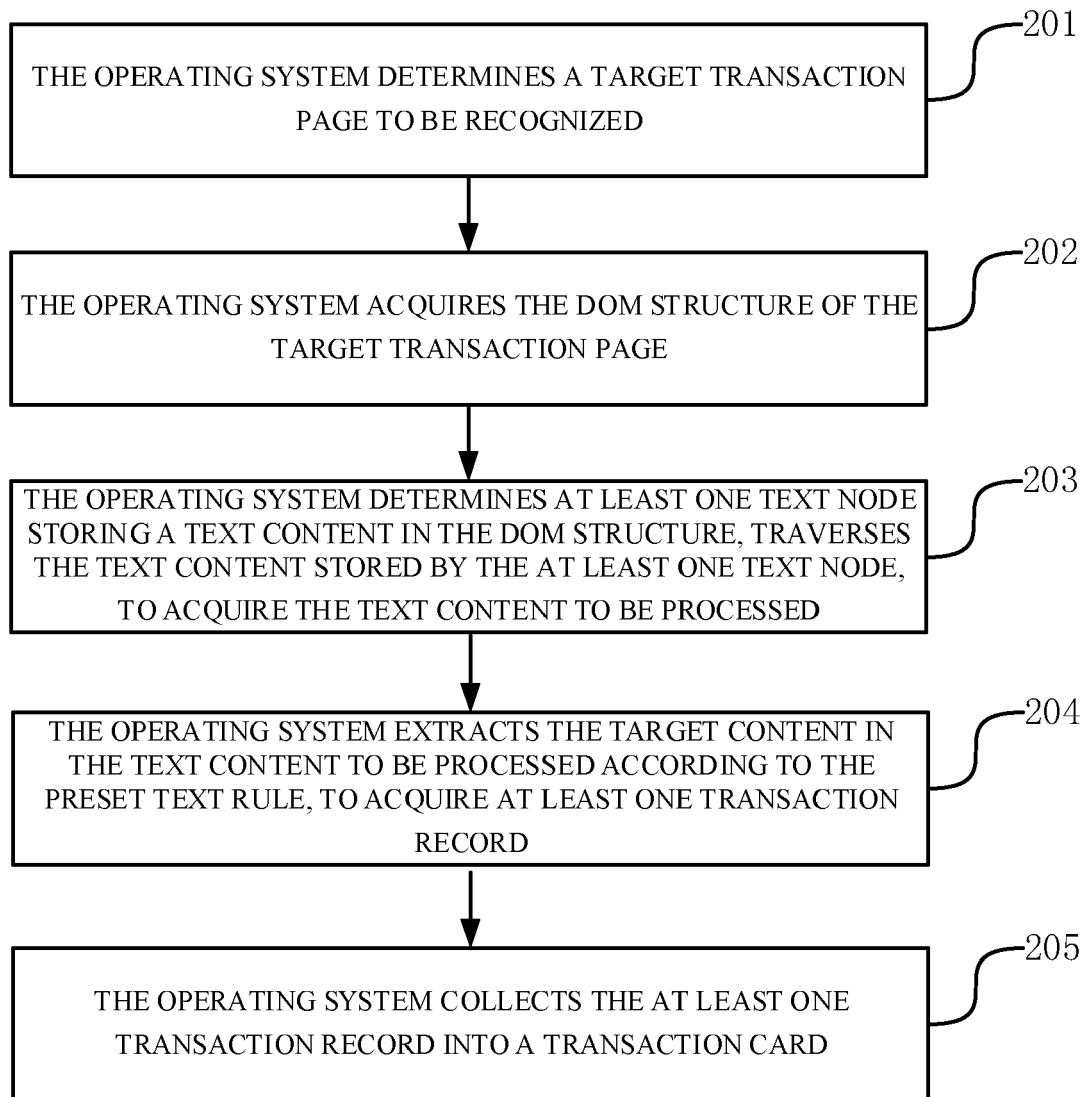 201
THE OPERATING SYSTEM DETERMINES A TARGET TRANSACTION
PAGE TO BE RECOGNIZED
202
THE OPERATING SYSTEM ACQUIRES THE DOM STRUCTURE OF THE
TARGET TRANSACTION PAGE
203
THE OPERATING SYSTEM DETERMINES AT LEAST ONE TEXT NODE
STORING A TEXT CONTENT IN THE DOM STRUCTURE, TRAVERSES
THE TEXT CONTENT STORED BY THE AT LEAST ONE TEXT NODE,
TO ACQUIRE THE TEXT CONTENT TO BE PROCESSED
204
THE OPERATING SYSTEM EXTRACTS THE TARGET CONTENT IN
THE TEXT CONTENT TO BE PROCESSED ACCORDING TO THE
PRESET TEXT RULE, TO ACQUIRE AT LEAST ONE TRANSACTION
RECORD
205
THE OPERATING SYSTEM COLLECTS THE AT LEAST ONE
TRANSACTION RECORD INTO A TRANSACTION CARD